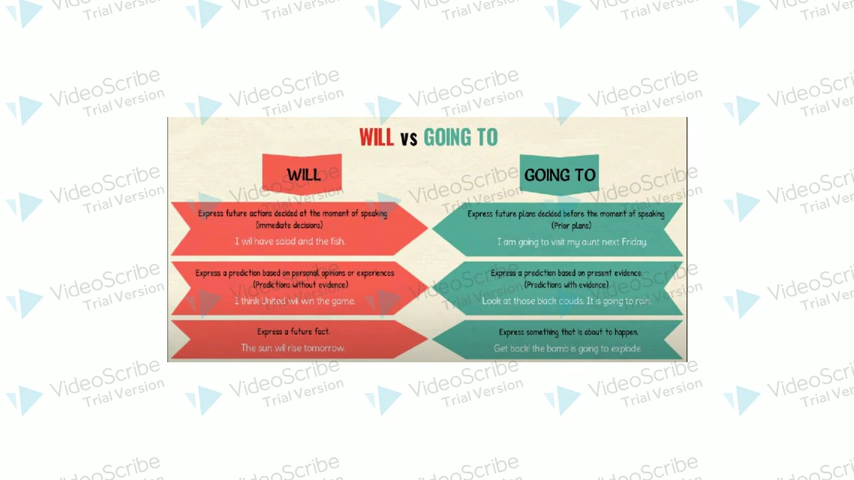 WILL vs GOING TO
WILL
GOING TO
Express future actions decided at the moment of speaking
(Immediate decisions)
I will have salad and the fish.
Express future plans decided before the moment of speaking
(Prior plans)
I am going to visit my aunt next Friday.
Express a prediction based on personal opinions or experiences
(Predictions without evidence)
I think United will win the game.
Express a prediction based on present evidence
(Predictions with evidence)
Look at those black clouds. It is going to rain.
Express a future fact.
The sun will rise tomorrow.
Express something that is about to happen.
Get back! the bomb is going to explode.
VideoScribe
Trial Version